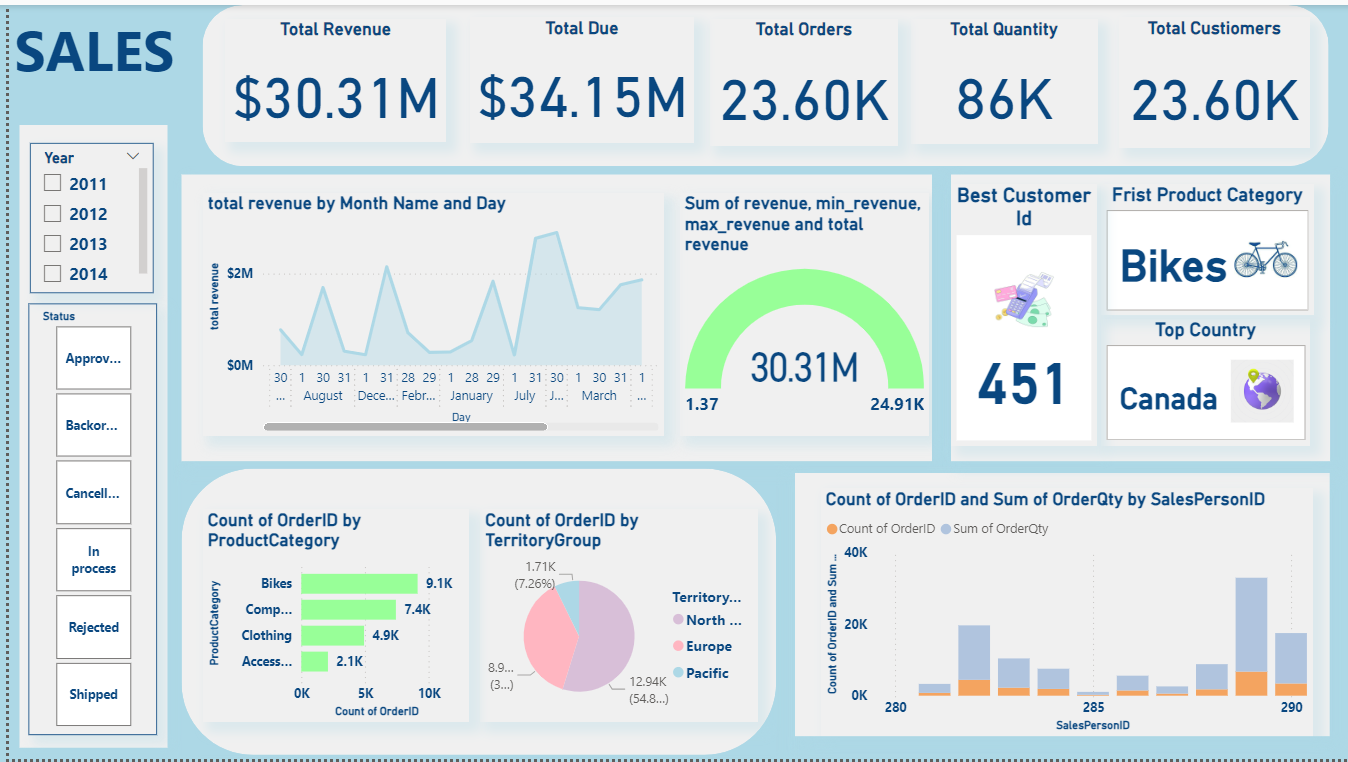 SALES
Total Revenue
$30.31M
Total Due
$34.15M
Total Orders
23.60K
Total Quantity
86K
Total Custiomers
23.60K
Year
2011
2012
2013
2014
Status
Approv...
Backor...
Cancell...
In
process
Rejected
Shipped
total revenue by Month Name and Day
total revenue
$2M
$0M
30 1 30 31 1 31 28 29 1 28 29 1 31 30 1 30 31 1
... August Dece... Febr... January July J... March ...
Day
Sum of revenue, min_revenue,
max_revenue and total
revenue
30.31M
1.37
24.91K
Best Customer
Id
451
Frist Product Category
Bikes
Top Country
Canada
Count of OrderID by
ProductCategory
ProductCategory
Bikes 9.1K
Comp... 7.4K
Clothing 4.9K
Access... 2.1K
0K 5K 10K
Count of OrderID
Count of OrderID by
TerritoryGroup
1.71K
(7.26%)
8.9...
(3...)
12.94K
(54.8...)
Territory...
North ...
Europe
Pacific
Count of OrderID and Sum of OrderQty by SalesPersonID
Count of OrderID Sum of OrderQty
Count of OrderID and Sum ...
40K
20K
0K
280 285 290
SalesPersonID